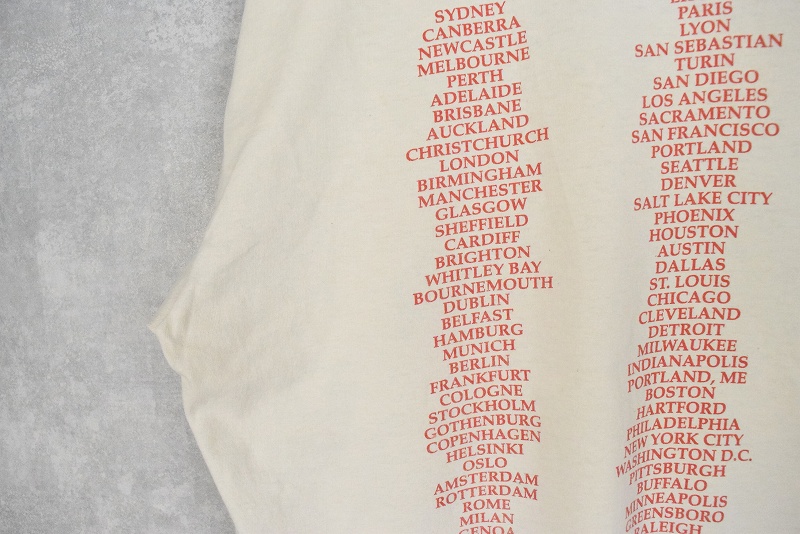 SYDNEY
CANBERRA
NEWCASTLE
MELBOURNE
PERTH
ADELAIDE
BRISBANE
AUCKLAND
CHRISTCHURCH
LONDON
BIRMINGHAM
MANCHESTER
GLASGOW
SHEFFIELD
CARDIFF
BRIGHTON
WHITLEY BAY
BOURNEMOUTH
DUBLIN
BELFAST
HAMBURG
MUNICH
BERLIN
FRANKFURT
COLOGNE
STOCKHOLM
GOTHENBURG
COPENHAGEN
HELSINKI
OSLO
AMSTERDAM
ROTTERDAM
ROME
MILAN
GENOA
PARIS
LYON
SAN SEBASTIAN
TURIN
SAN DIEGO
LOS ANGELES
SACRAMENTO
SAN FRANCISCO
PORTLAND
SEATTLE
DENVER
SALT LAKE CITY
PHOENIX
HOUSTON
AUSTIN
DALLAS
ST. LOUIS
CHICAGO
CLEVELAND
DETROIT
MILWAUKEE
INDIANAPOLIS
PORTLAND, ME
BOSTON
HARTFORD
PHILADELPHIA
NEW YORK CITY
WASHINGTON D.C.
PITTSBURGH
BUFFALO
MINNEAPOLIS
GREENSBORO
RALEIGH